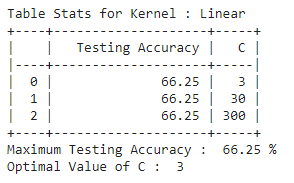 Table Stats for Kernel : Linear
+----+--------------------+-----+
|    |   Testing Accuracy |   C |
|----+--------------------+-----|
|  0 |              66.25 |   3 |
|  1 |              66.25 |  30 |
|  2 |              66.25 | 300 |
+----+--------------------+-----+
Maximum Testing Accuracy :  66.25 %
Optimal Value of C :  3